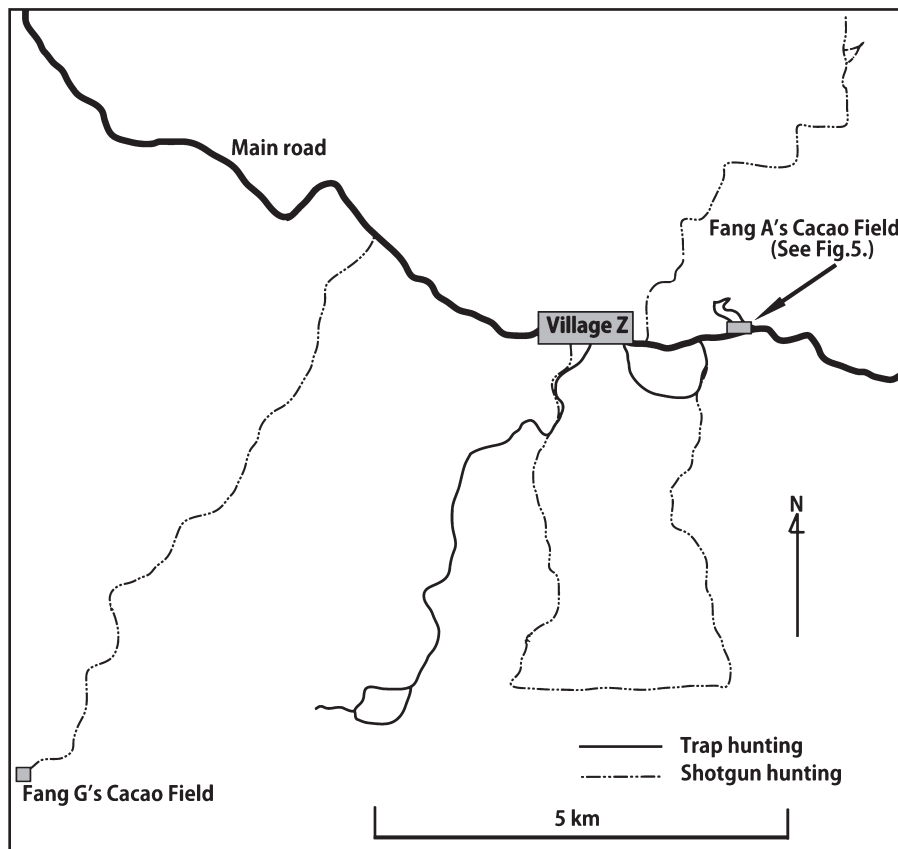 Main road
Fang A's Cacao Field
(See Fig.5.)
Village Z
N
Trap hunting
Shotgun hunting
Fang G's Cacao Field
5 km